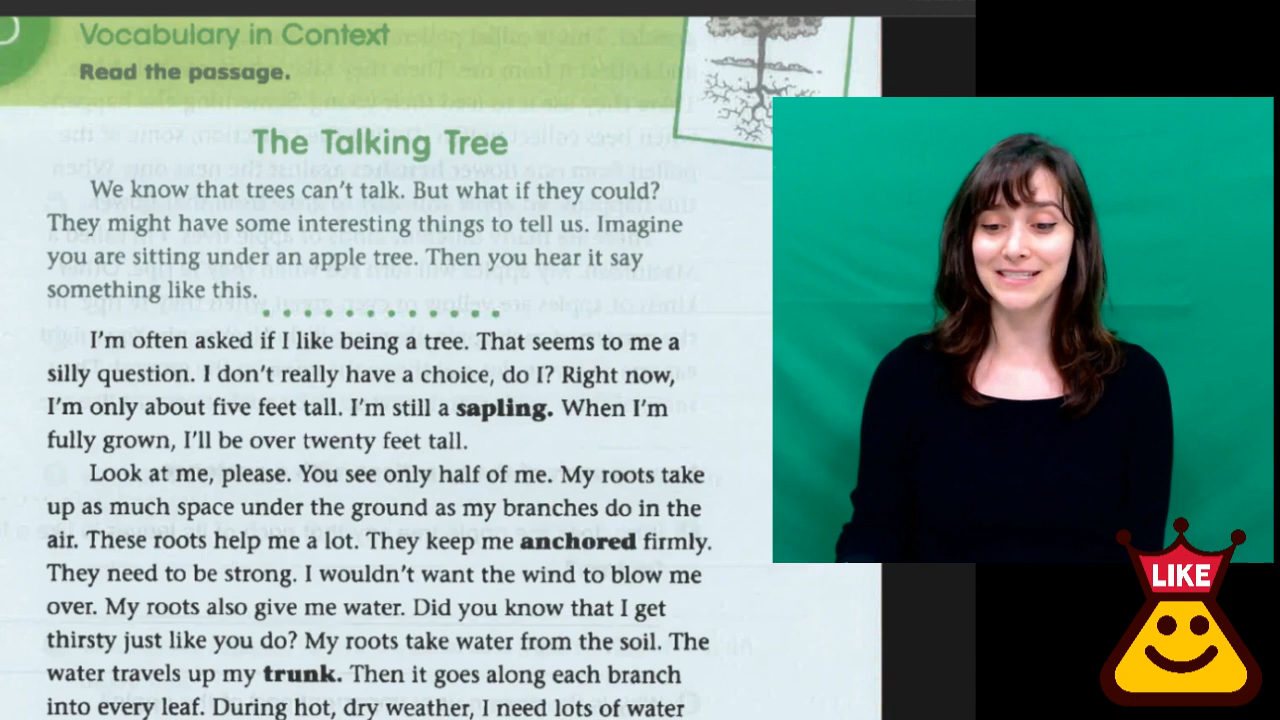 Vocabulary in Context
Read the passage.
The Talking Tree
We know that trees can't talk. But what if they could?
They might have some interesting things to tell us. Imagine
you are sitting under an apple tree. Then you hear it say
something like this.
I'm often asked if I like being a tree. That seems to me a
silly question. I don't really have a choice, do I? Right now,
I'm only about five feet tall. I'm still a sapling. When I'm
fully grown, I'll be over twenty feet tall.
Look at me, please. You see only half of me. My roots take
up as much space under the ground as my branches do in the
air. These roots help me a lot. They keep me anchored firmly.
They need to be strong. I wouldn't want the wind to blow me
over. My roots also give me water. Did you know that I get
thirsty just like you do? My roots take water from the soil. The
water travels up my trunk. Then it goes along each branch
into every leaf. During hot, dry weather, I need lots of water
LIKE